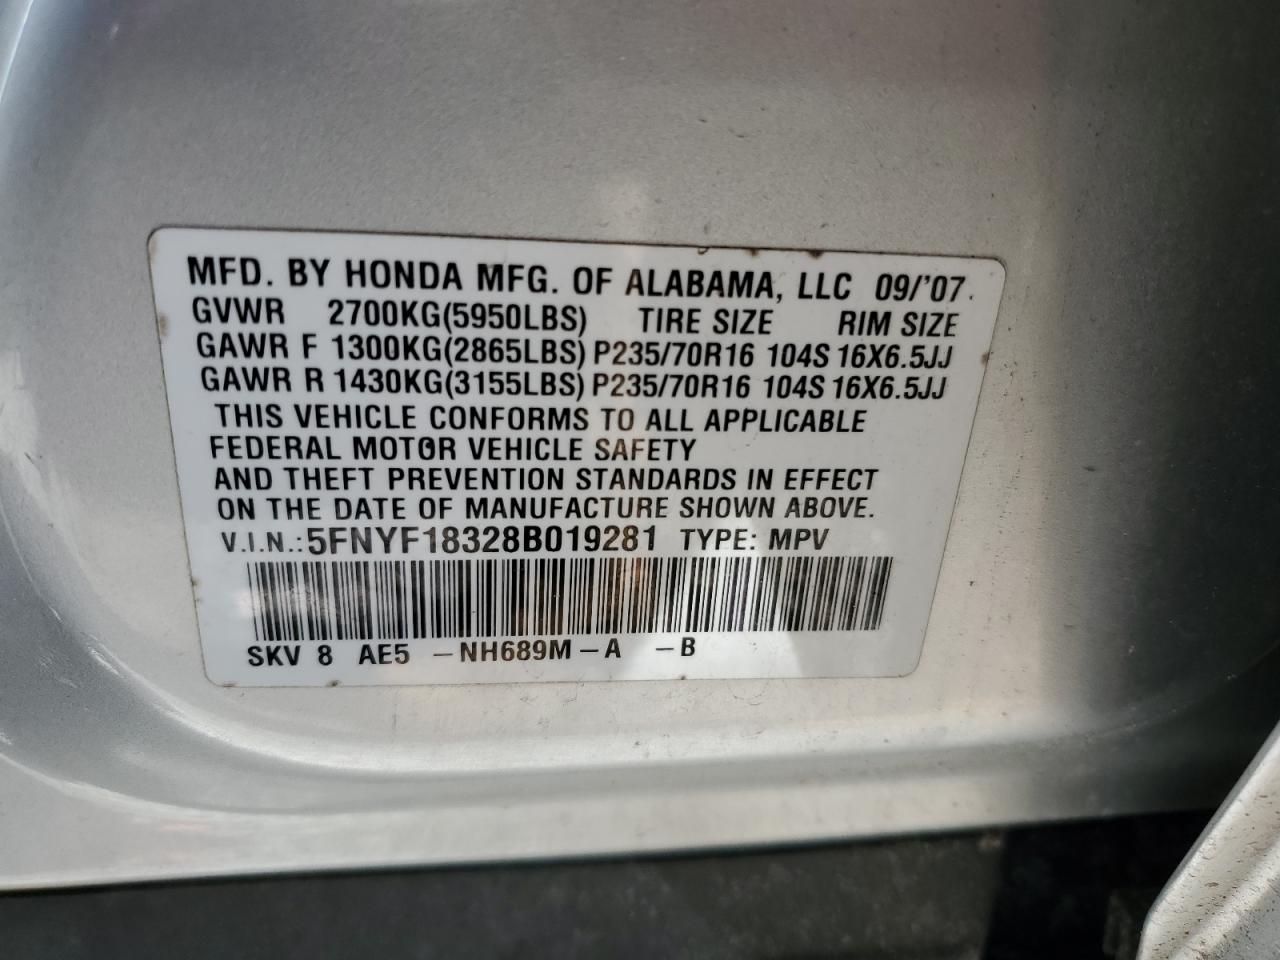 MFD. BY HONDA MFG. OF ALABAMA, LLC 09/'07.
GVWR 2700KG(5950LBS) TIRE SIZE RIM SIZE
GAWR F 1300KG(2865LBS) P235/70R16 104S 16X6.5JJ
GAWR R 1430KG(3155LBS) P235/70R16 104S 16X6.5JJ
THIS VEHICLE CONFORMS TO ALL APPLICABLE
FEDERAL MOTOR VEHICLE SAFETY
AND THEFT PREVENTION STANDARDS IN EFFECT
ON THE DATE OF MANUFACTURE SHOWN ABOVE.
V.I.N.: 5FNYF18328B019281 TYPE: MPV
SKV 8 AE5 -NH689M-A -B